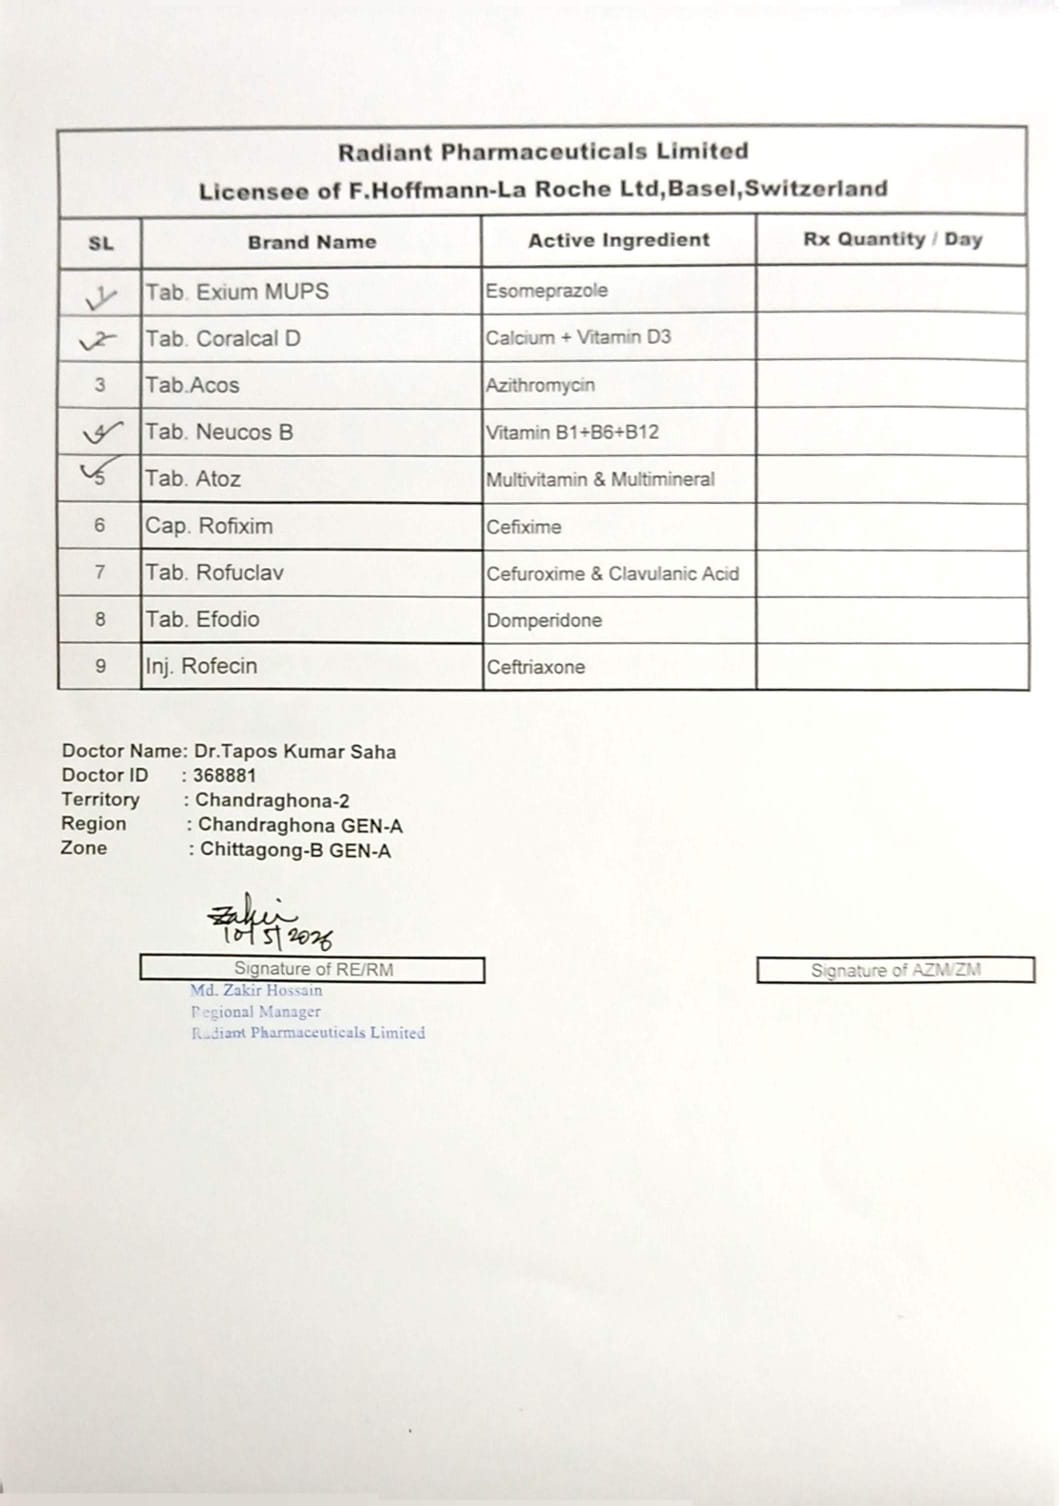 Radiant Pharmaceuticals Limited
Licensee of F.Hoffmann-La Roche Ltd,Basel,Switzerland
SL Brand Name Active Ingredient Rx Quantity / Day
1 Tab. Exium MUPS Esomeprazole
2 Tab. Coralcal D Calcium + Vitamin D3
3 Tab.Acos Azithromycin
4 Tab. Neucos B Vitamin B1+B6+B12
5 Tab. Atoz Multivitamin & Multimineral
6 Cap. Rofixim Cefixime
7 Tab. Rofuclav Cefuroxime & Clavulanic Acid
8 Tab. Efodio Domperidone
9 Inj. Rofecin Ceftriaxone
Doctor Name: Dr.Tapos Kumar Saha
Doctor ID : 368881
Territory : Chandraghona-2
Region : Chandraghona GEN-A
Zone : Chittagong-B GEN-A
Zakir
10/5/2026
Signature of RE/RM Signature of AZM/ZM
Md. Zakir Hossain
Regional Manager
Radiant Pharmaceuticals Limited